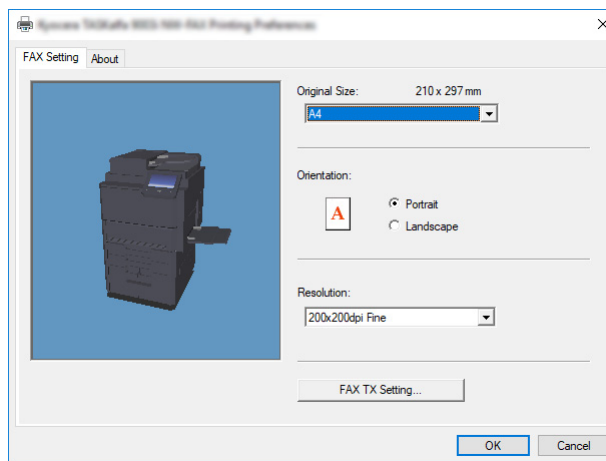 FAX Setting
About
Original Size: 210 x 297 mm
A4
Orientation:
A
Portrait
Landscape
Resolution:
200x200dpi Fine
FAX TX Setting...
OK
Cancel